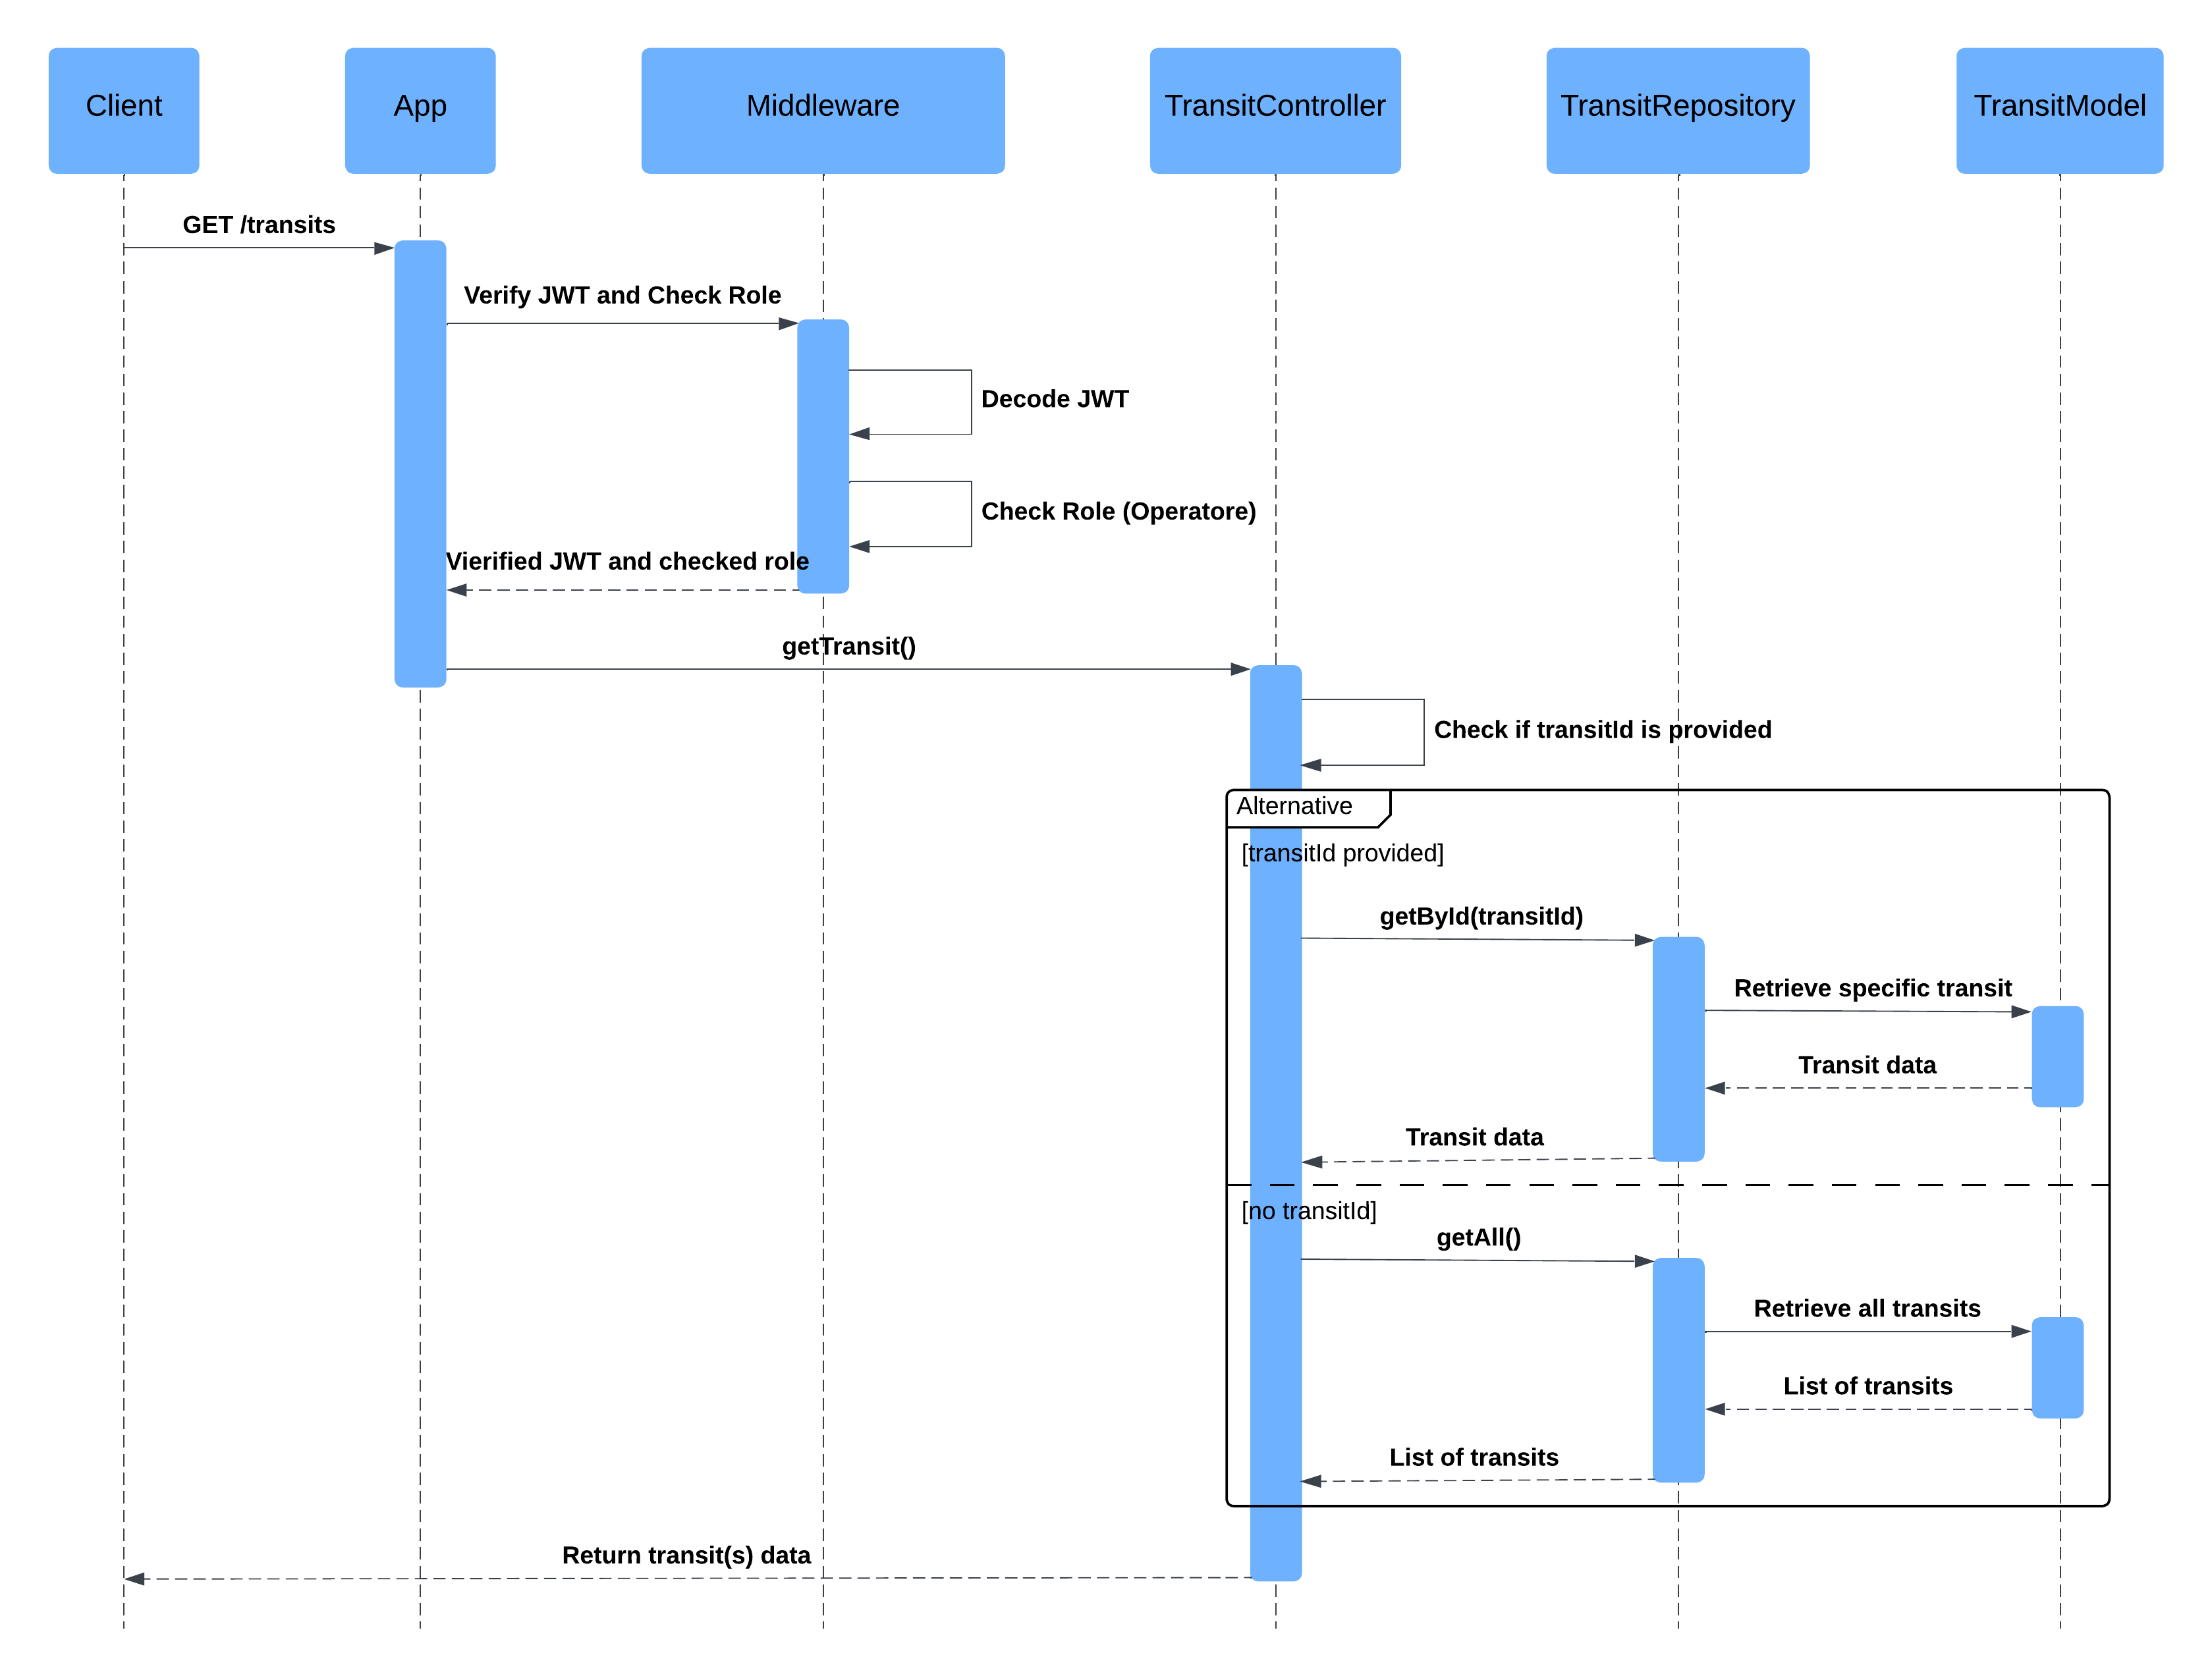 Client
App
Middleware
TransitController
TransitRepository
TransitModel
GET /transits
Verify JWT and Check Role
Decode JWT
Check Role (Operatore)
Vierified JWT and checked role
getTransit()
Check if transitId is provided
Alternative
[transitId provided]
getById(transitId)
Retrieve specific transit
Transit data
Transit data
[no transitId]
getAll()
Retrieve all transits
List of transits
List of transits
Return transit(s) data